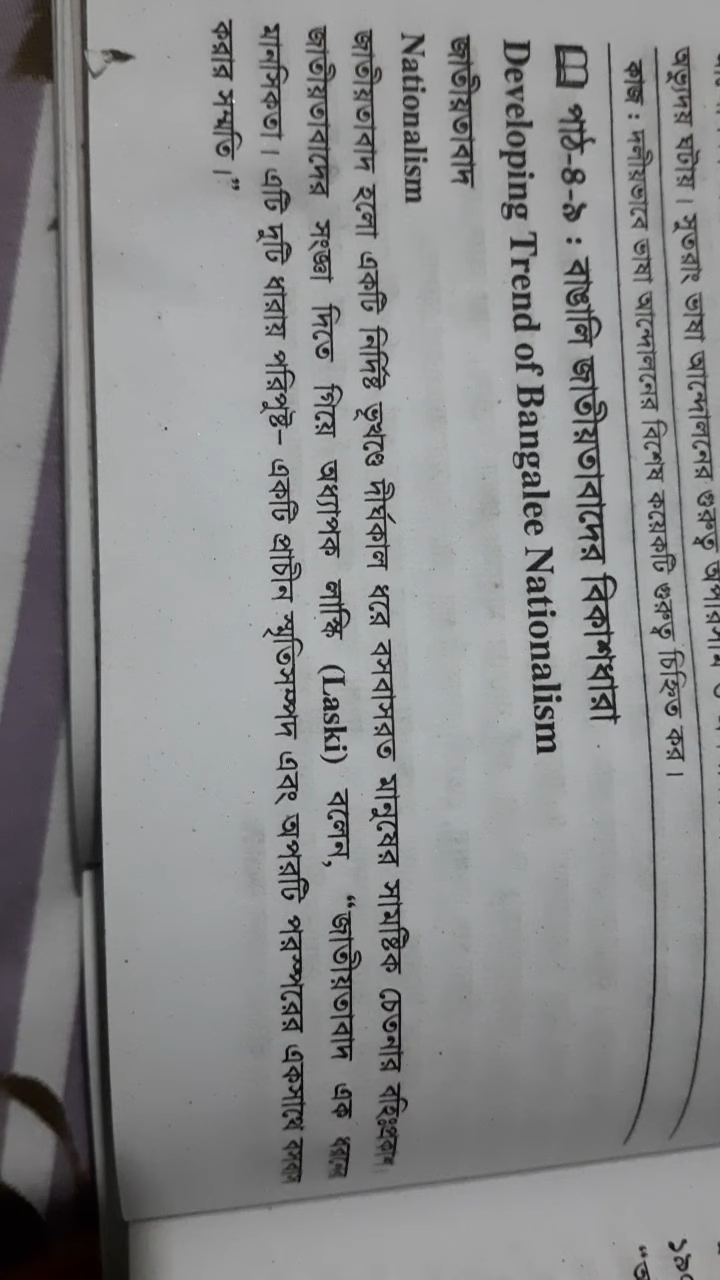 অভ্যুদয় ঘটায়। সুতরাং ভাষা আন্দোলনের গুরুত্ব অপরিসীম ও
কাজ : দলীয়ভাবে ভাষা আন্দোলনের বিশেষ কয়েকটি গুরুত্ব চিহ্নিত কর।
পাঠ-৪-৯ : বাঙালি জাতীয়তাবাদের বিকাশধারা
Developing Trend of Bangalee Nationalism
জাতীয়তাবাদ
Nationalism
জাতীয়তাবাদ হলো একটি নির্দিষ্ট ভূখণ্ডে দীর্ঘকাল ধরে বসবাসরত মানুষের সামষ্টিক চেতনার বহিঃপ্রকাশ।
জাতীয়তাবাদের সংজ্ঞা দিতে গিয়ে অধ্যাপক লাস্কি (Laski) বলেন, “জাতীয়তাবাদ এক ধরনের
মানসিকতা। এটি দুটি ধারায় পরিপুষ্ট– একটি প্রাচীন স্মৃতিসম্পদ এবং অপরটি পরস্পরের একসাথে বসবাস
করার সম্মতি।”